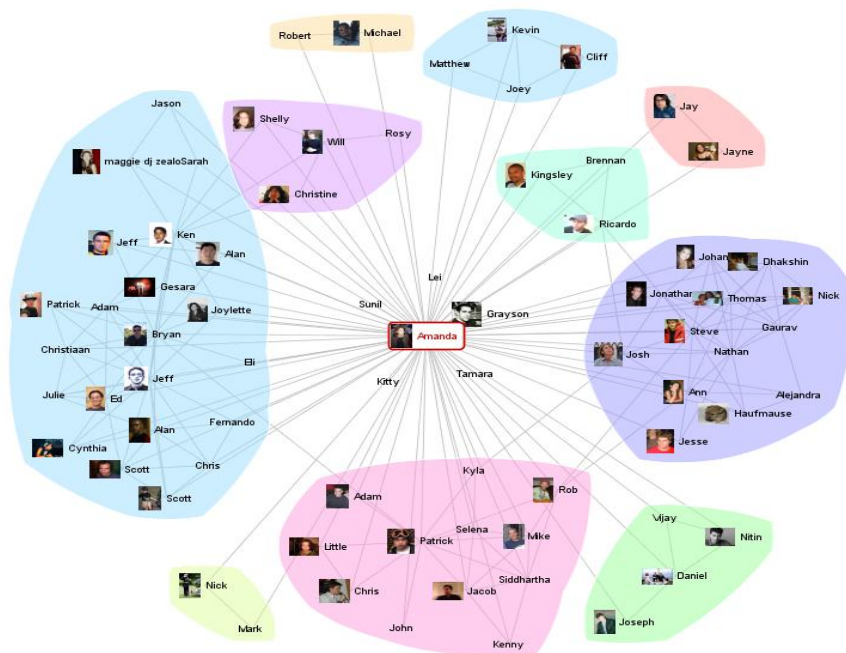 Robert
Michael
Kevin
Matthew
Cliff
Joey
Jason
Shelly
Will
Rosy
Christine
Jay
Jayne
Brennan
Kingsley
Ricardo
maggie dj zealoSarah
Ken
Jeff
Alan
Gesara
Patrick
Adam
Joylette
Bryan
Christiaan
Eli
Jeff
Julie
Ed
Alan
Fernando
Cynthia
Scott
Chris
Scott
Lei
Sunil
Grayson
Amanda
Kitty
Tamara
Johan
Dhakshin
Jonathan
Thomas
Nick
Steve
Gaurav
Josh
Nathan
Ann
Alejandra
Haufmause
Jesse
Kyla
Adam
Rob
Selena
Little
Patrick
Mike
Siddhartha
Chris
Jacob
John
Kenny
Vijay
Nitin
Daniel
Joseph
Nick
Mark